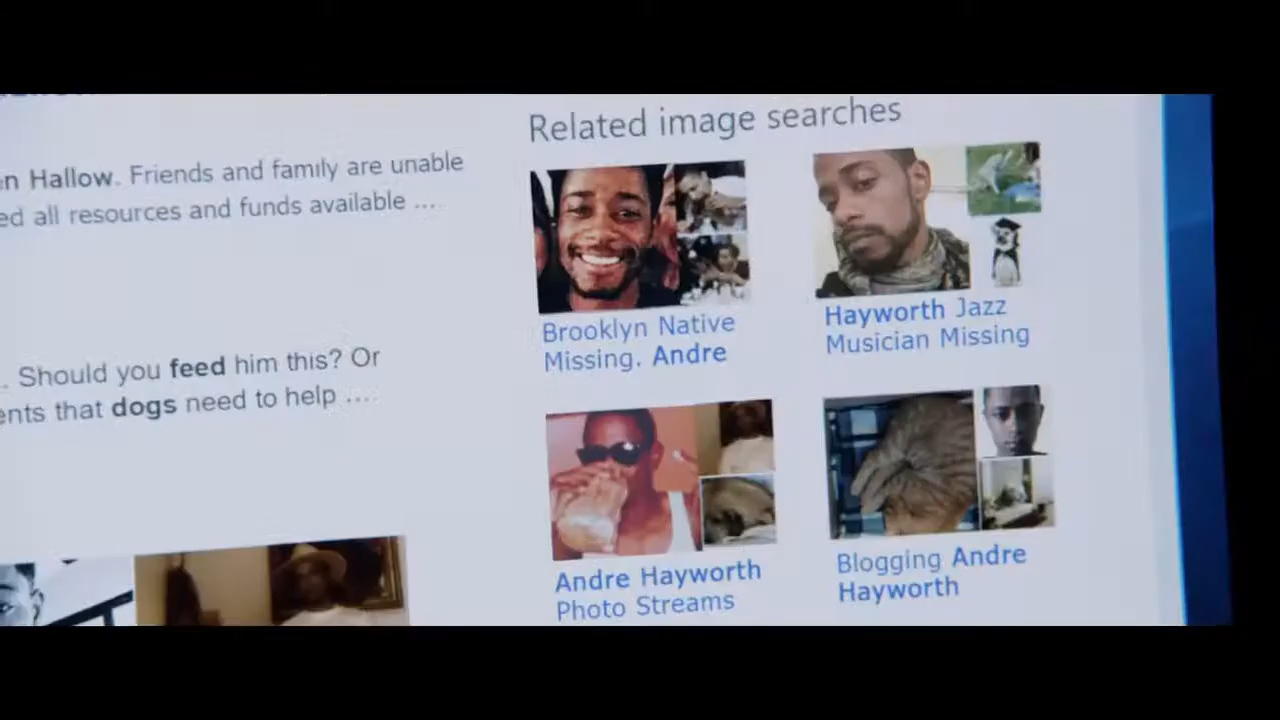 Related image searches
n Hallow. Friends and family are unable
ed all resources and funds available ...
Brooklyn Native
Missing. Andre
Hayworth Jazz
Musician Missing
. Should you feed him this? Or
ents that dogs need to help ....
Andre Hayworth
Photo Streams
Blogging Andre
Hayworth